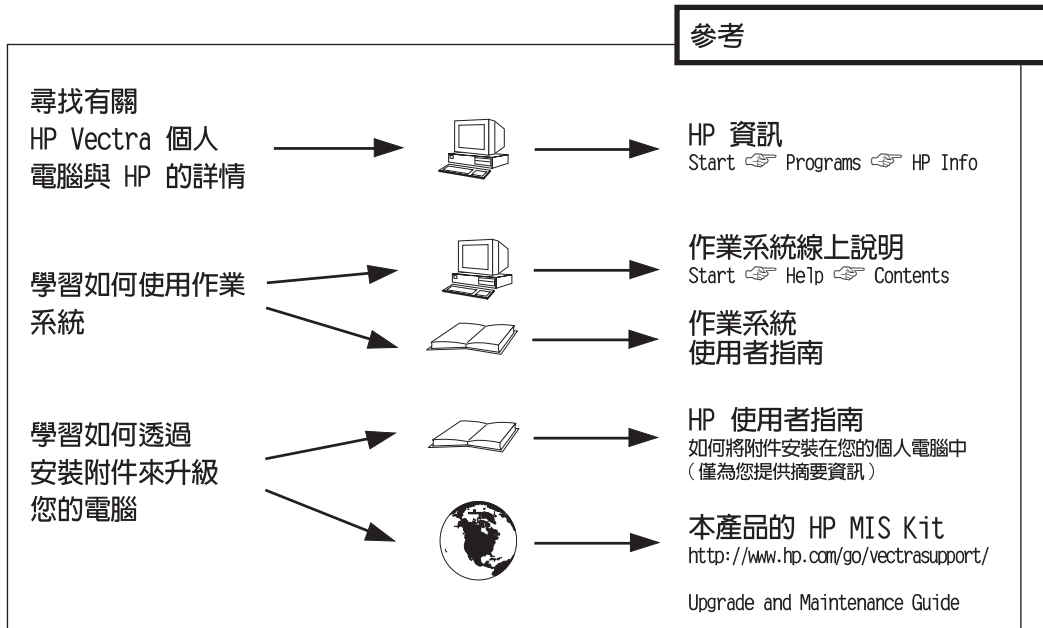 參考
尋找有關
HP Vectra 個人
電腦與 HP 的詳情
HP 資訊
Start ☞ Programs ☞ HP Info
學習如何使用作業
系統
作業系統線上說明
Start ☞ Help ☞ Contents
作業系統
使用者指南
學習如何透過
安裝附件來升級
您的電腦
HP 使用者指南
如何將附件安裝在您的個人電腦中
(僅為您提供摘要資訊)
本產品的 HP MIS Kit
http://www.hp.com/go/vectrasupport/
Upgrade and Maintenance Guide